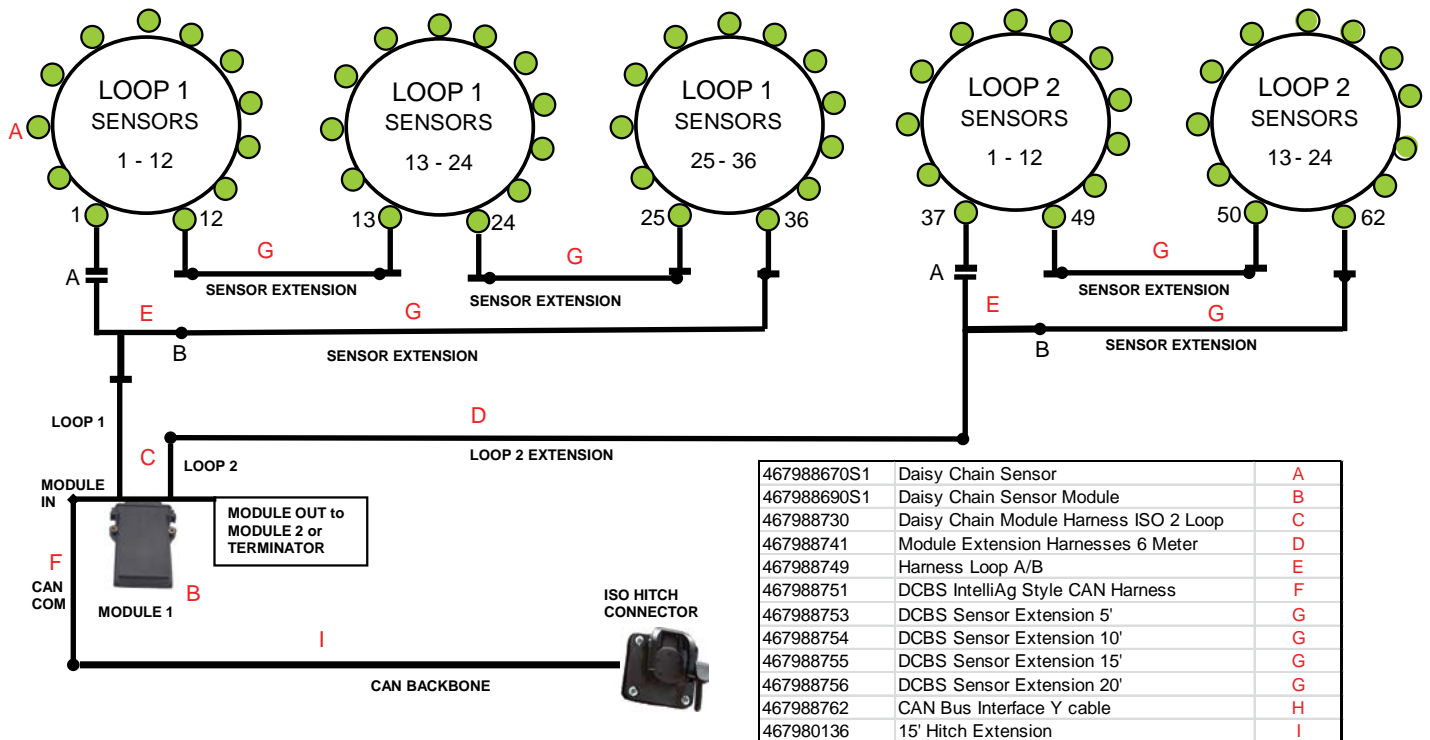 LOOP 1
SENSORS
1 - 12
LOOP 1
SENSORS
13 - 24
LOOP 1
SENSORS
25 - 36
LOOP 2
SENSORS
1 - 12
LOOP 2
SENSORS
13 - 24
A
1
12
13
24
25
36
37
49
50
62
A
G
SENSOR EXTENSION
G
SENSOR EXTENSION
A
G
SENSOR EXTENSION
E
B
G
SENSOR EXTENSION
E
B
G
SENSOR EXTENSION
LOOP 1
C
LOOP 2
D
LOOP 2 EXTENSION
MODULE
IN
MODULE OUT to
MODULE 2 or
TERMINATOR
F
CAN
COM
MODULE 1
B
I
CAN BACKBONE
ISO HITCH
CONNECTOR
467988670S1 Daisy Chain Sensor A
467988690S1 Daisy Chain Sensor Module B
467988730 Daisy Chain Module Harness ISO 2 Loop C
467988741 Module Extension Harnesses 6 Meter D
467988749 Harness Loop A/B E
467988751 DCBS IntelliAg Style CAN Harness F
467988753 DCBS Sensor Extension 5' G
467988754 DCBS Sensor Extension 10' G
467988755 DCBS Sensor Extension 15' G
467988756 DCBS Sensor Extension 20' G
467988762 CAN Bus Interface Y cable H
467980136 15' Hitch Extension I